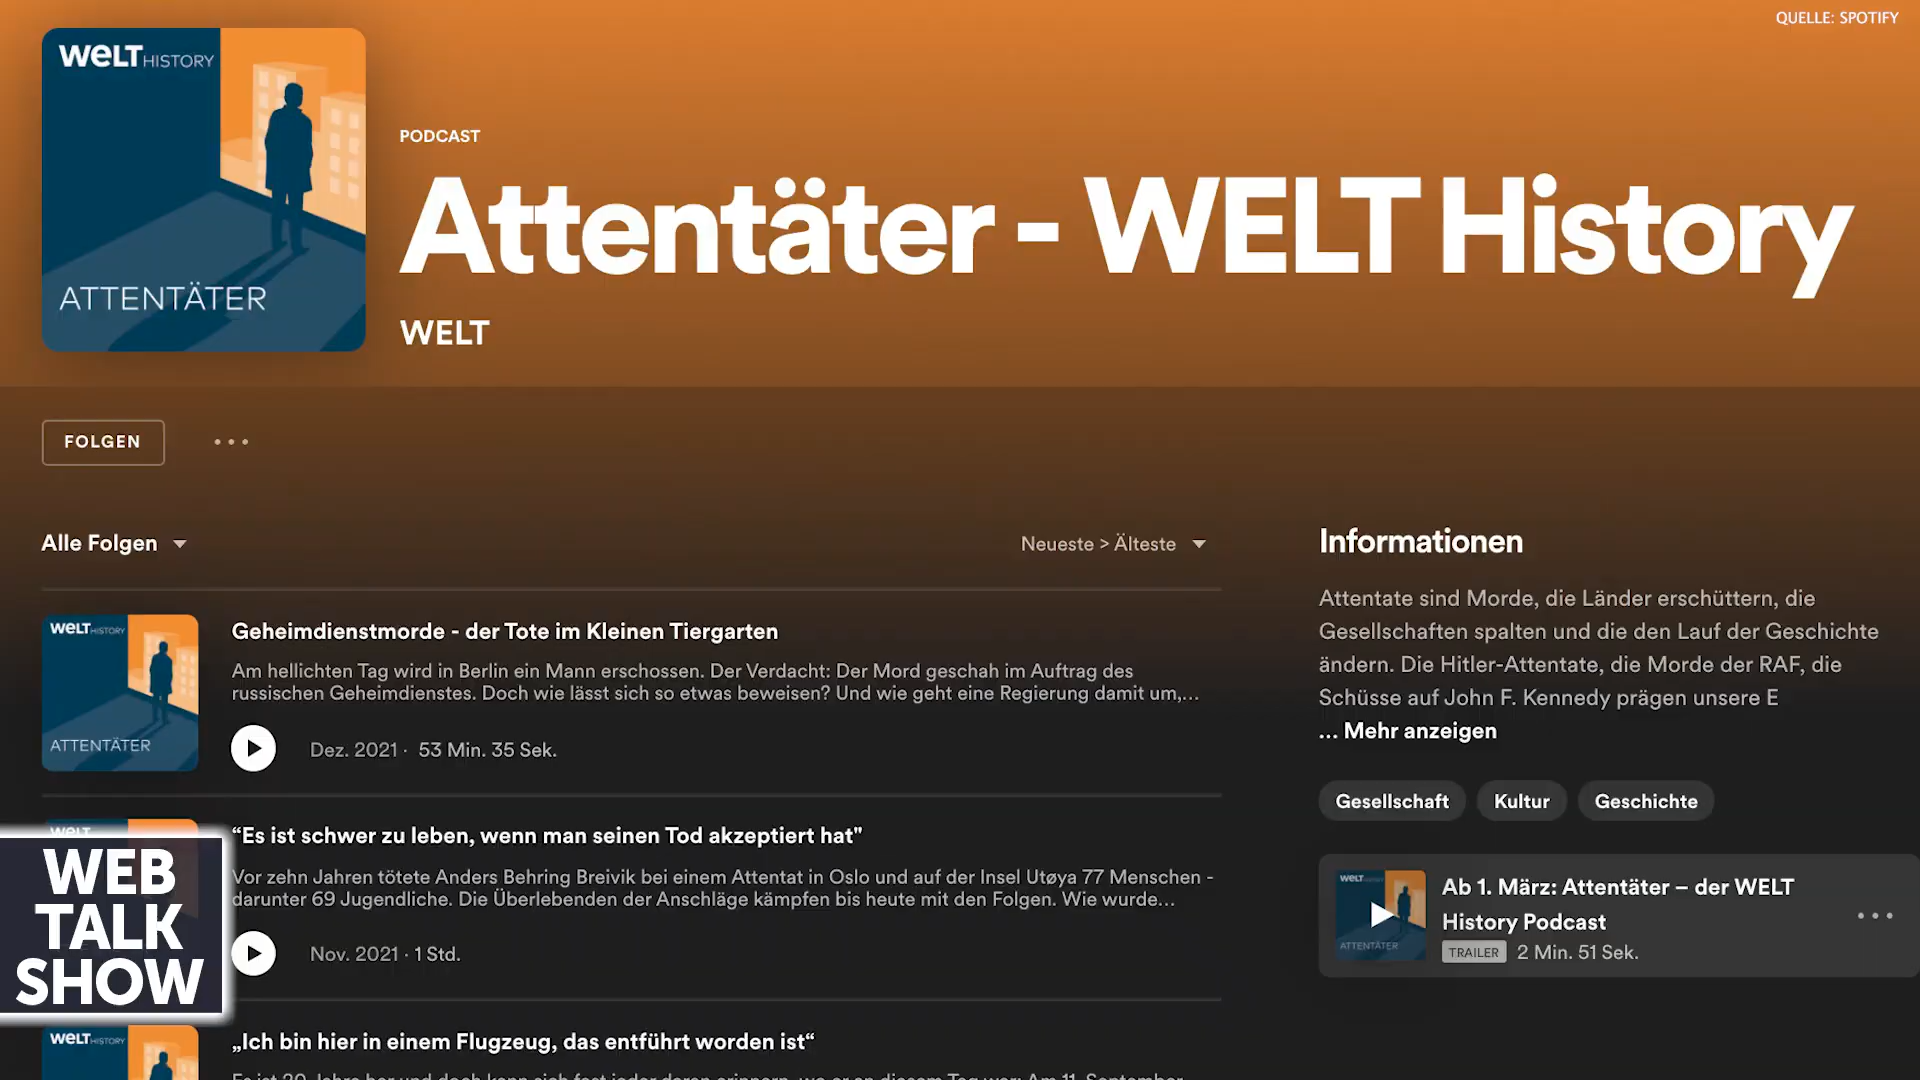 QUELLE: SPOTIFY
WELT HISTORY
ATTENTÄTER
PODCAST
Attentäter - WELT History
WELT
FOLGEN
Alle Folgen
Neueste > Älteste
WELT HISTORY
ATTENTÄTER
Geheimdienstmorde - der Tote im Kleinen Tiergarten
Am hellichten Tag wird in Berlin ein Mann erschossen. Der Verdacht: Der Mord geschah im Auftrag des
russischen Geheimdienstes. Doch wie lässt sich so etwas beweisen? Und wie geht eine Regierung damit um,...
Dez. 2021 · 53 Min. 35 Sek.
“Es ist schwer zu leben, wenn man seinen Tod akzeptiert hat"
Vor zehn Jahren tötete Anders Behring Breivik bei einem Attentat in Oslo und auf der Insel Utøya 77 Menschen -
darunter 69 Jugendliche. Die Überlebenden der Anschläge kämpfen bis heute mit den Folgen. Wie wurde...
Nov. 2021 · 1 Std.
WELT HISTORY
„Ich bin hier in einem Flugzeug, das entführt worden ist“
Informationen
Attentate sind Morde, die Länder erschüttern, die
Gesellschaften spalten und die den Lauf der Geschichte
ändern. Die Hitler-Attentate, die Morde der RAF, die
Schüsse auf John F. Kennedy prägen unsere E
... Mehr anzeigen
Gesellschaft
Kultur
Geschichte
WELT HISTORY
ATTENTÄTER
Ab 1. März: Attentäter – der WELT
History Podcast
TRAILER 2 Min. 51 Sek.
WEB
TALK
SHOW